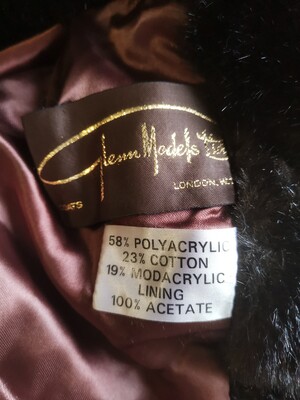 Glenn Models
LONDON, W
58% POLYACRYLIC
23% COTTON
19% MODACRYLIC
LINING
100% ACETATE